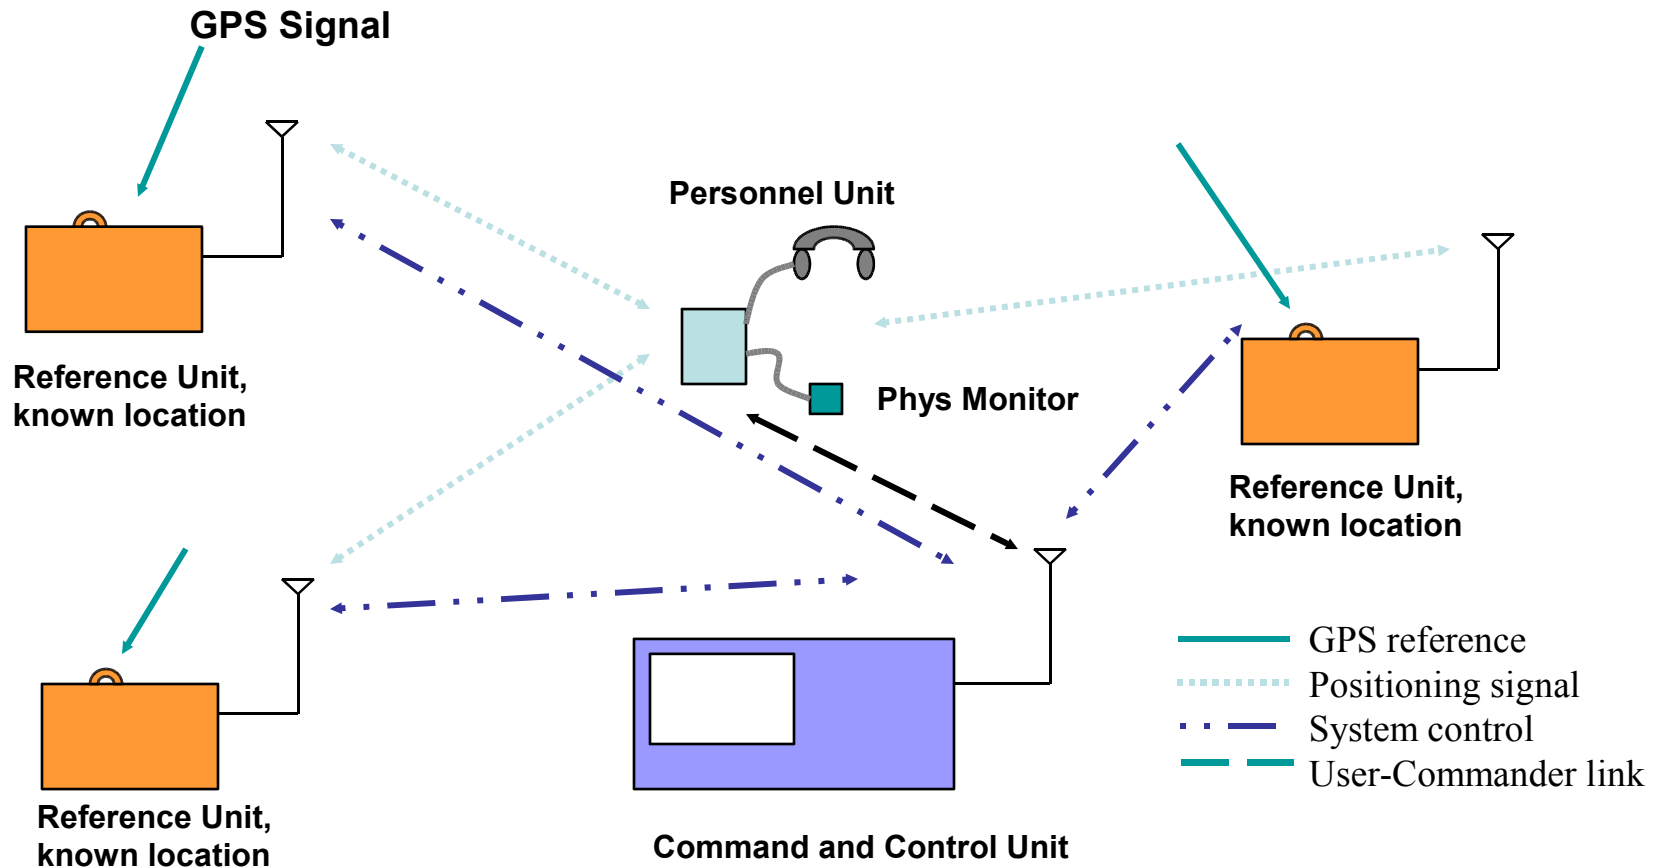 GPS Signal
Personnel Unit
Reference Unit,
known location
Phys Monitor
Reference Unit,
known location
GPS reference
Positioning signal
System control
User-Commander link
Reference Unit,
known location
Command and Control Unit